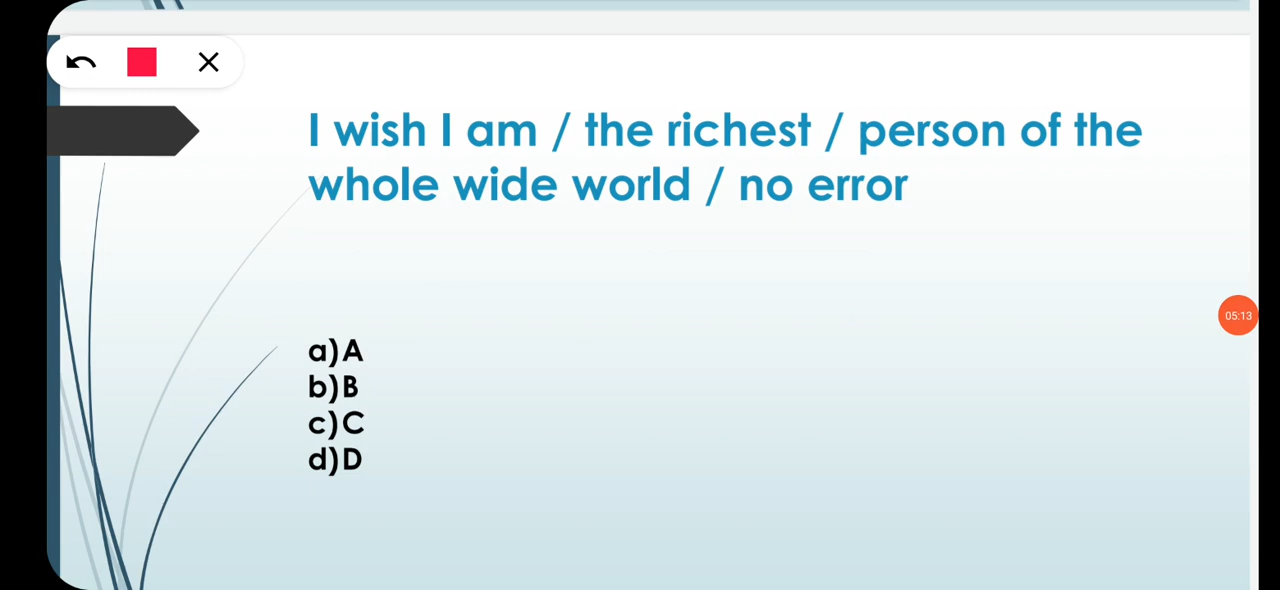 I wish I am / the richest / person of the
whole wide world / no error
05:13
a)A
b)B
c)C
d)D